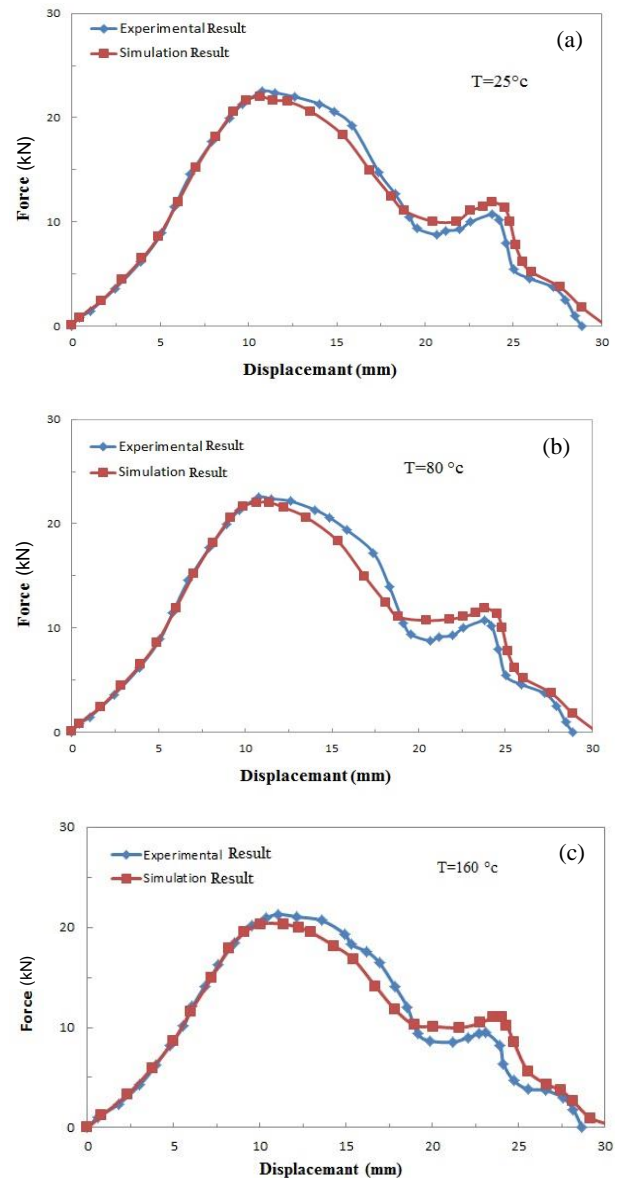 Experimental Result
Simulation Result
(a)
T=25°c
Force (kN)
30
20
10
0
0 5 10 15 20 25 30
Displacemant (mm)
Experimental Result
Simulation Result
(b)
T=80 °c
Force (kN)
30
20
10
0
0 5 10 15 20 25 30
Displacemant (mm)
Experimental Result
Simulation Result
(c)
T=160 °c
Force (kN)
30
20
10
0
0 5 10 15 20 25 30
Displacemant (mm)